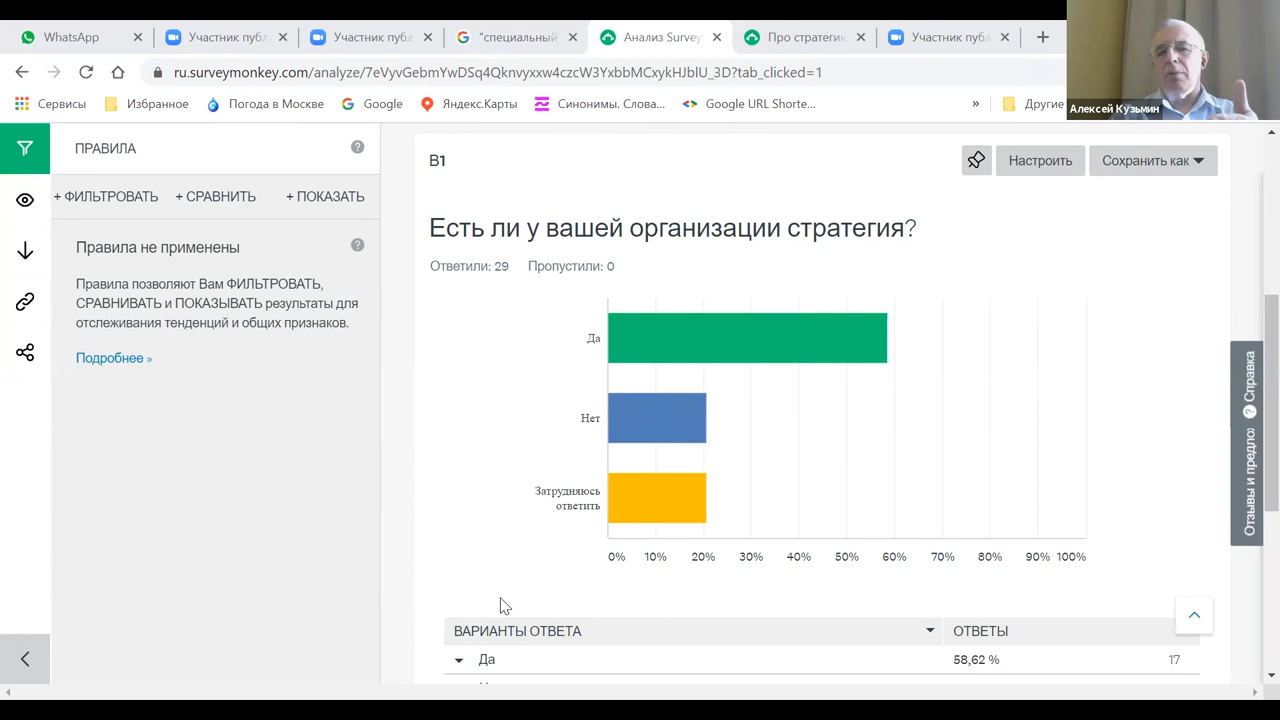 WhatsApp
Участник публ
Участник публ
"специальный
Анализ Survey
Про стратегию
Участник публ
ru.surveymonkey.com/analyze/7eVyvGebmYwDSq4Qknvyxxw4czcW3YxbbMCxykHJblU_3D?tab_clicked=1
Сервисы
Избранное
Погода в Москве
Google
Яндекс.Карты
Синонимы. Слова...
Google URL Shorte...
»
Другие
Алексей Кузьмин
ПРАВИЛА
+ ФИЛЬТРОВАТЬ + СРАВНИТЬ + ПОКАЗАТЬ
Правила не применены
Правила позволяют Вам ФИЛЬТРОВАТЬ,
СРАВНИВАТЬ и ПОКАЗЫВАТЬ результаты для
отслеживания тенденций и общих признаков.
Подробнее »
В1
Настроить
Сохранить как
Есть ли у вашей организации стратегия?
Ответили: 29 Пропустили: 0
Да
Нет
Затрудняюсь
ответить
0% 10% 20% 30% 40% 50% 60% 70% 80% 90% 100%
ВАРИАНТЫ ОТВЕТА ОТВЕТЫ
Да 58,62 % 17
Справка
Отзывы и предло